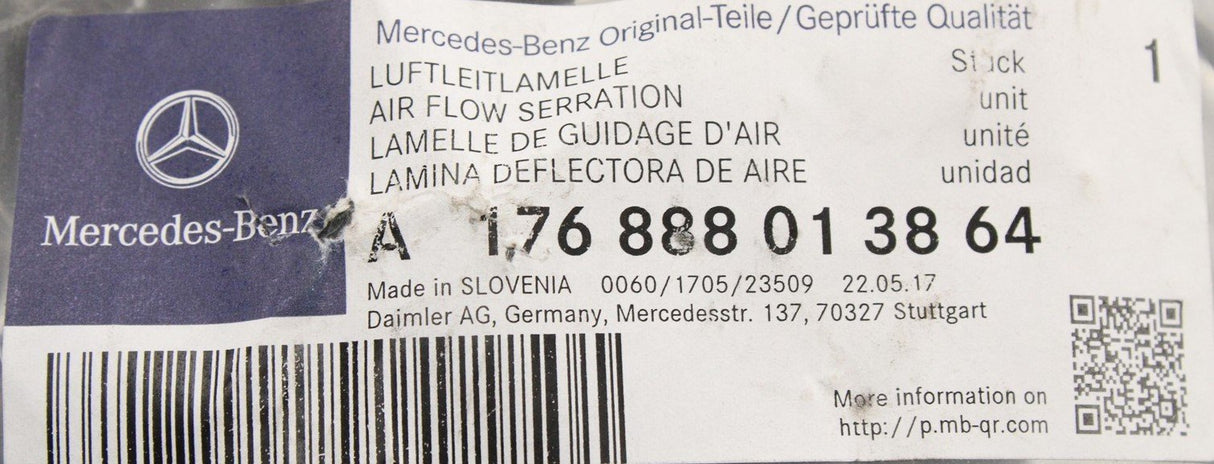 Mercedes-Benz Original-Teile/Geprüfte Qualität
LUFTLEITLAMELLE Stück 1
AIR FLOW SERRATION unit
LAMELLE DE GUIDAGE D'AIR unité
LAMINA DEFLECTORA DE AIRE unidad
Mercedes-Benz
A 176 888 01 38 64
Made in SLOVENIA 0060/1705/23509 22.05.17
Daimler AG, Germany, Mercedesstr. 137, 70327 Stuttgart
More information on
http://p.mb-qr.com